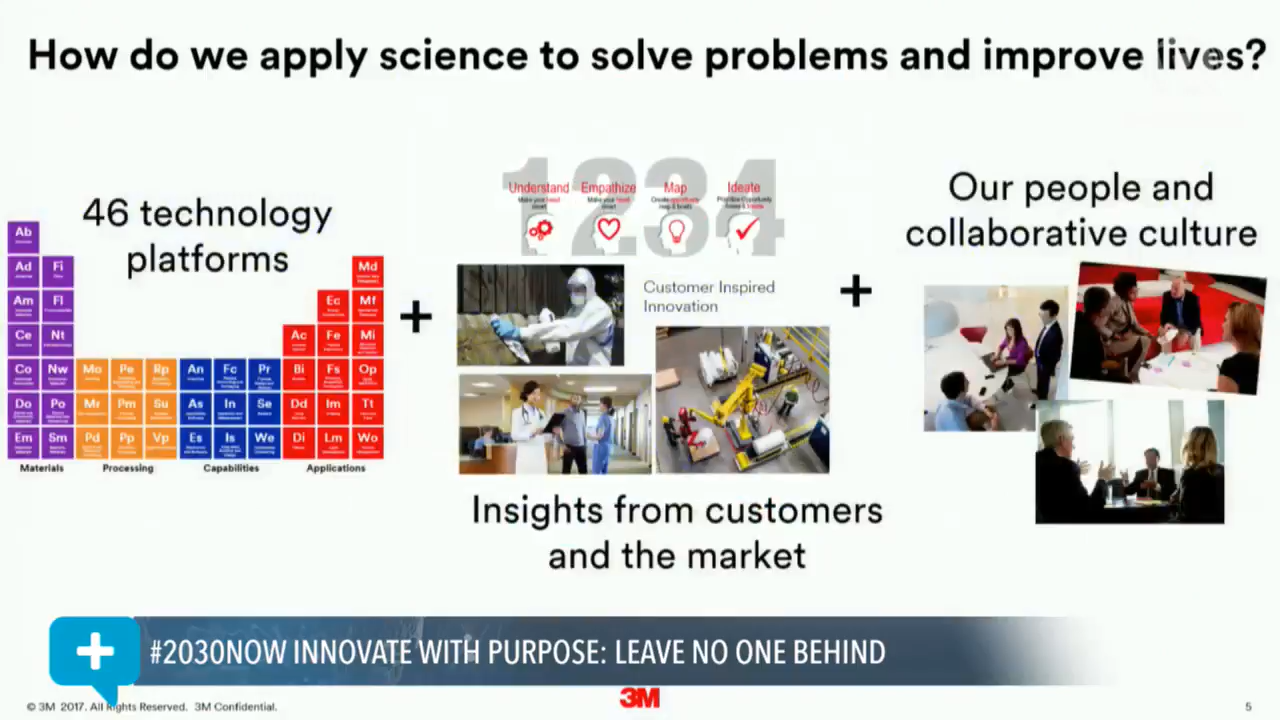 How do we apply science to solve problems and improve lives?
46 technology
platforms
Ab
Ad Fi Md
Am Fl Ec Mf
Ce Nt Ac Fe Mi
Co Nw Mo Pe Rp An Fc Pr Bi Fs Op
Do Po Mr Pm Su As In Se Dd Im Tt
Em Sm Pd Pp Vp Es Is We Di Lm Wo
Materials Processing Capabilities Applications
+
1234
Understand Empathize Map Ideate
Customer Inspired
Innovation
Insights from customers
and the market
+
Our people and
collaborative culture
#2030NOW INNOVATE WITH PURPOSE: LEAVE NO ONE BEHIND
© 3M 2017. All Rights Reserved. 3M Confidential.
3M
5